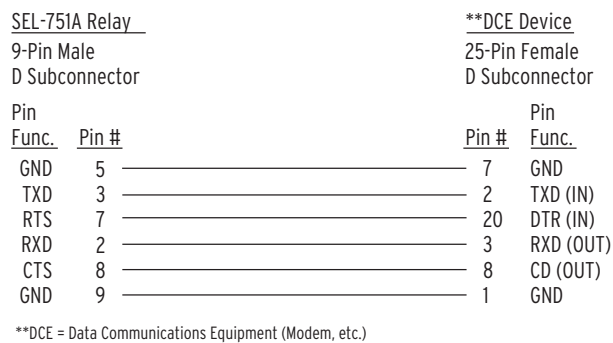 SEL-751A Relay **DCE Device
9-Pin Male 25-Pin Female
D Subconnector D Subconnector
Pin Pin
Func. Pin # Pin # Func.
GND 5 7 GND
TXD 3 2 TXD (IN)
RTS 7 20 DTR (IN)
RXD 2 3 RXD (OUT)
CTS 8 8 CD (OUT)
GND 9 1 GND
**DCE = Data Communications Equipment (Modem, etc.)